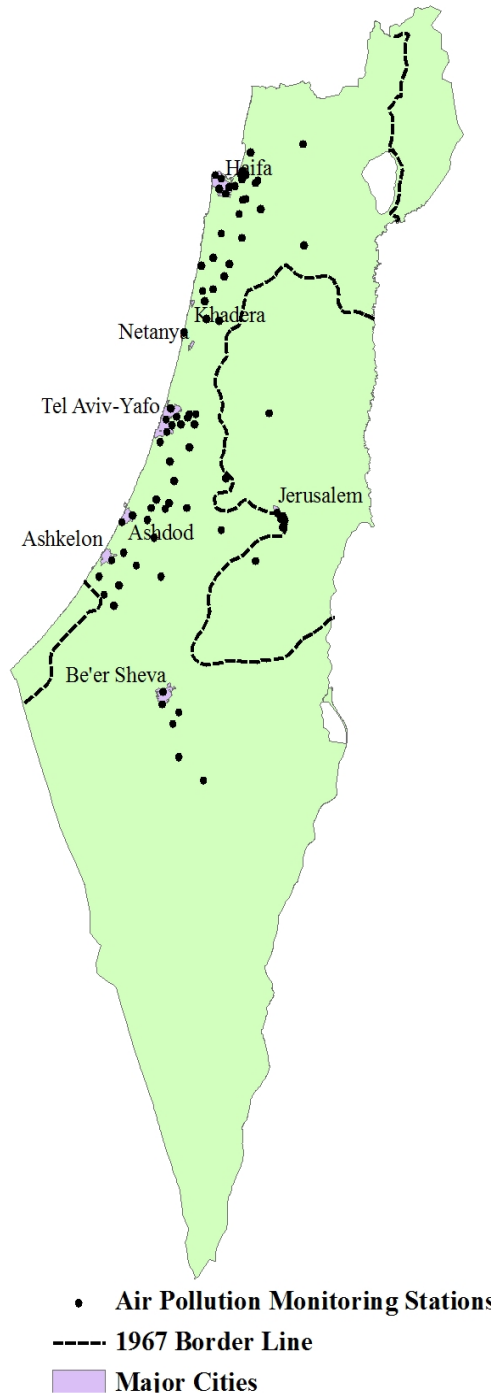 Haifa
Khadera
Netanya
Tel Aviv-Yafo
Jerusalem
Ashdod
Ashkelon
Be'er Sheva
Air Pollution Monitoring Stations
1967 Border Line
Major Cities